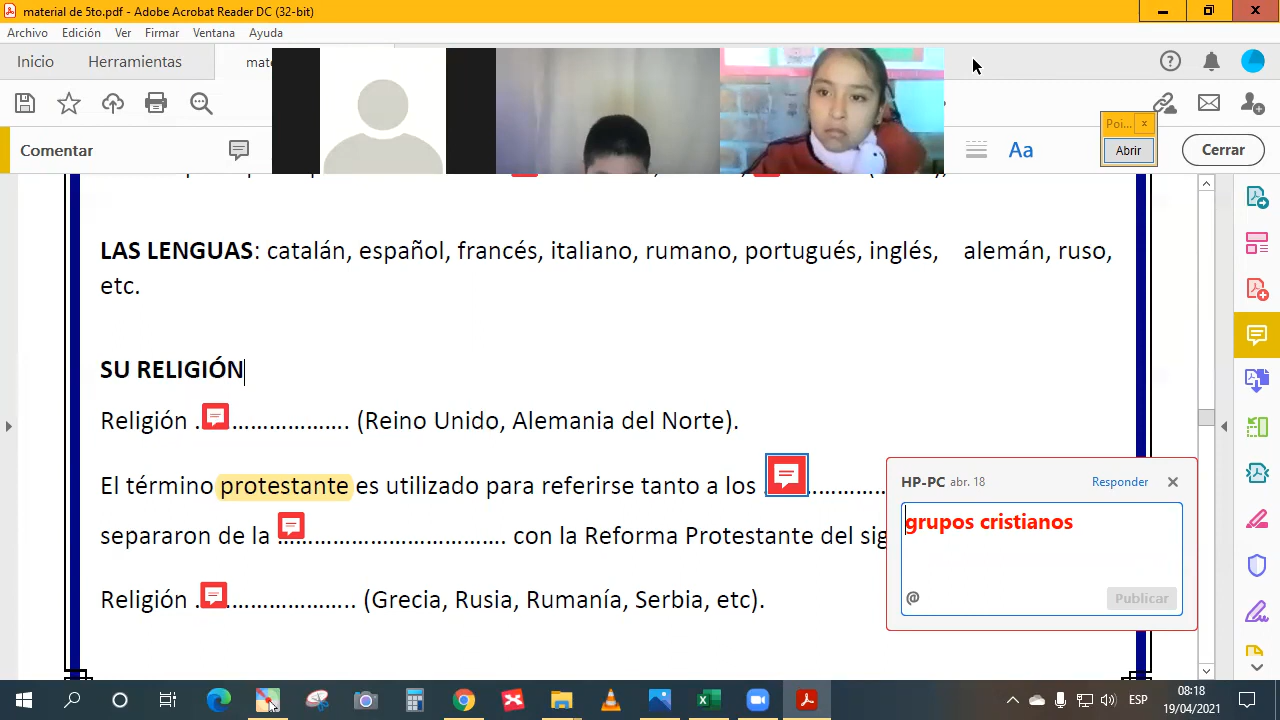 material de 5to.pdf - Adobe Acrobat Reader DC (32-bit)
Archivo Edición Ver Firmar Ventana Ayuda
Inicio Herramientas
Poi... x
Comentar Aa Abrir Cerrar
LAS LENGUAS: catalán, español, francés, italiano, rumano, portugués, inglés, alemán, ruso,
etc.
SU RELIGIÓN
Religión ................... (Reino Unido, Alemania del Norte).
El término protestante es utilizado para referirse tanto a los ............
separaron de la .................................... con la Reforma Protestante del
Religión .................... (Grecia, Rusia, Rumanía, Serbia, etc).
HP-PC abr. 18 Responder
grupos cristianos
@ Publicar
ESP
08:18
19/04/2021